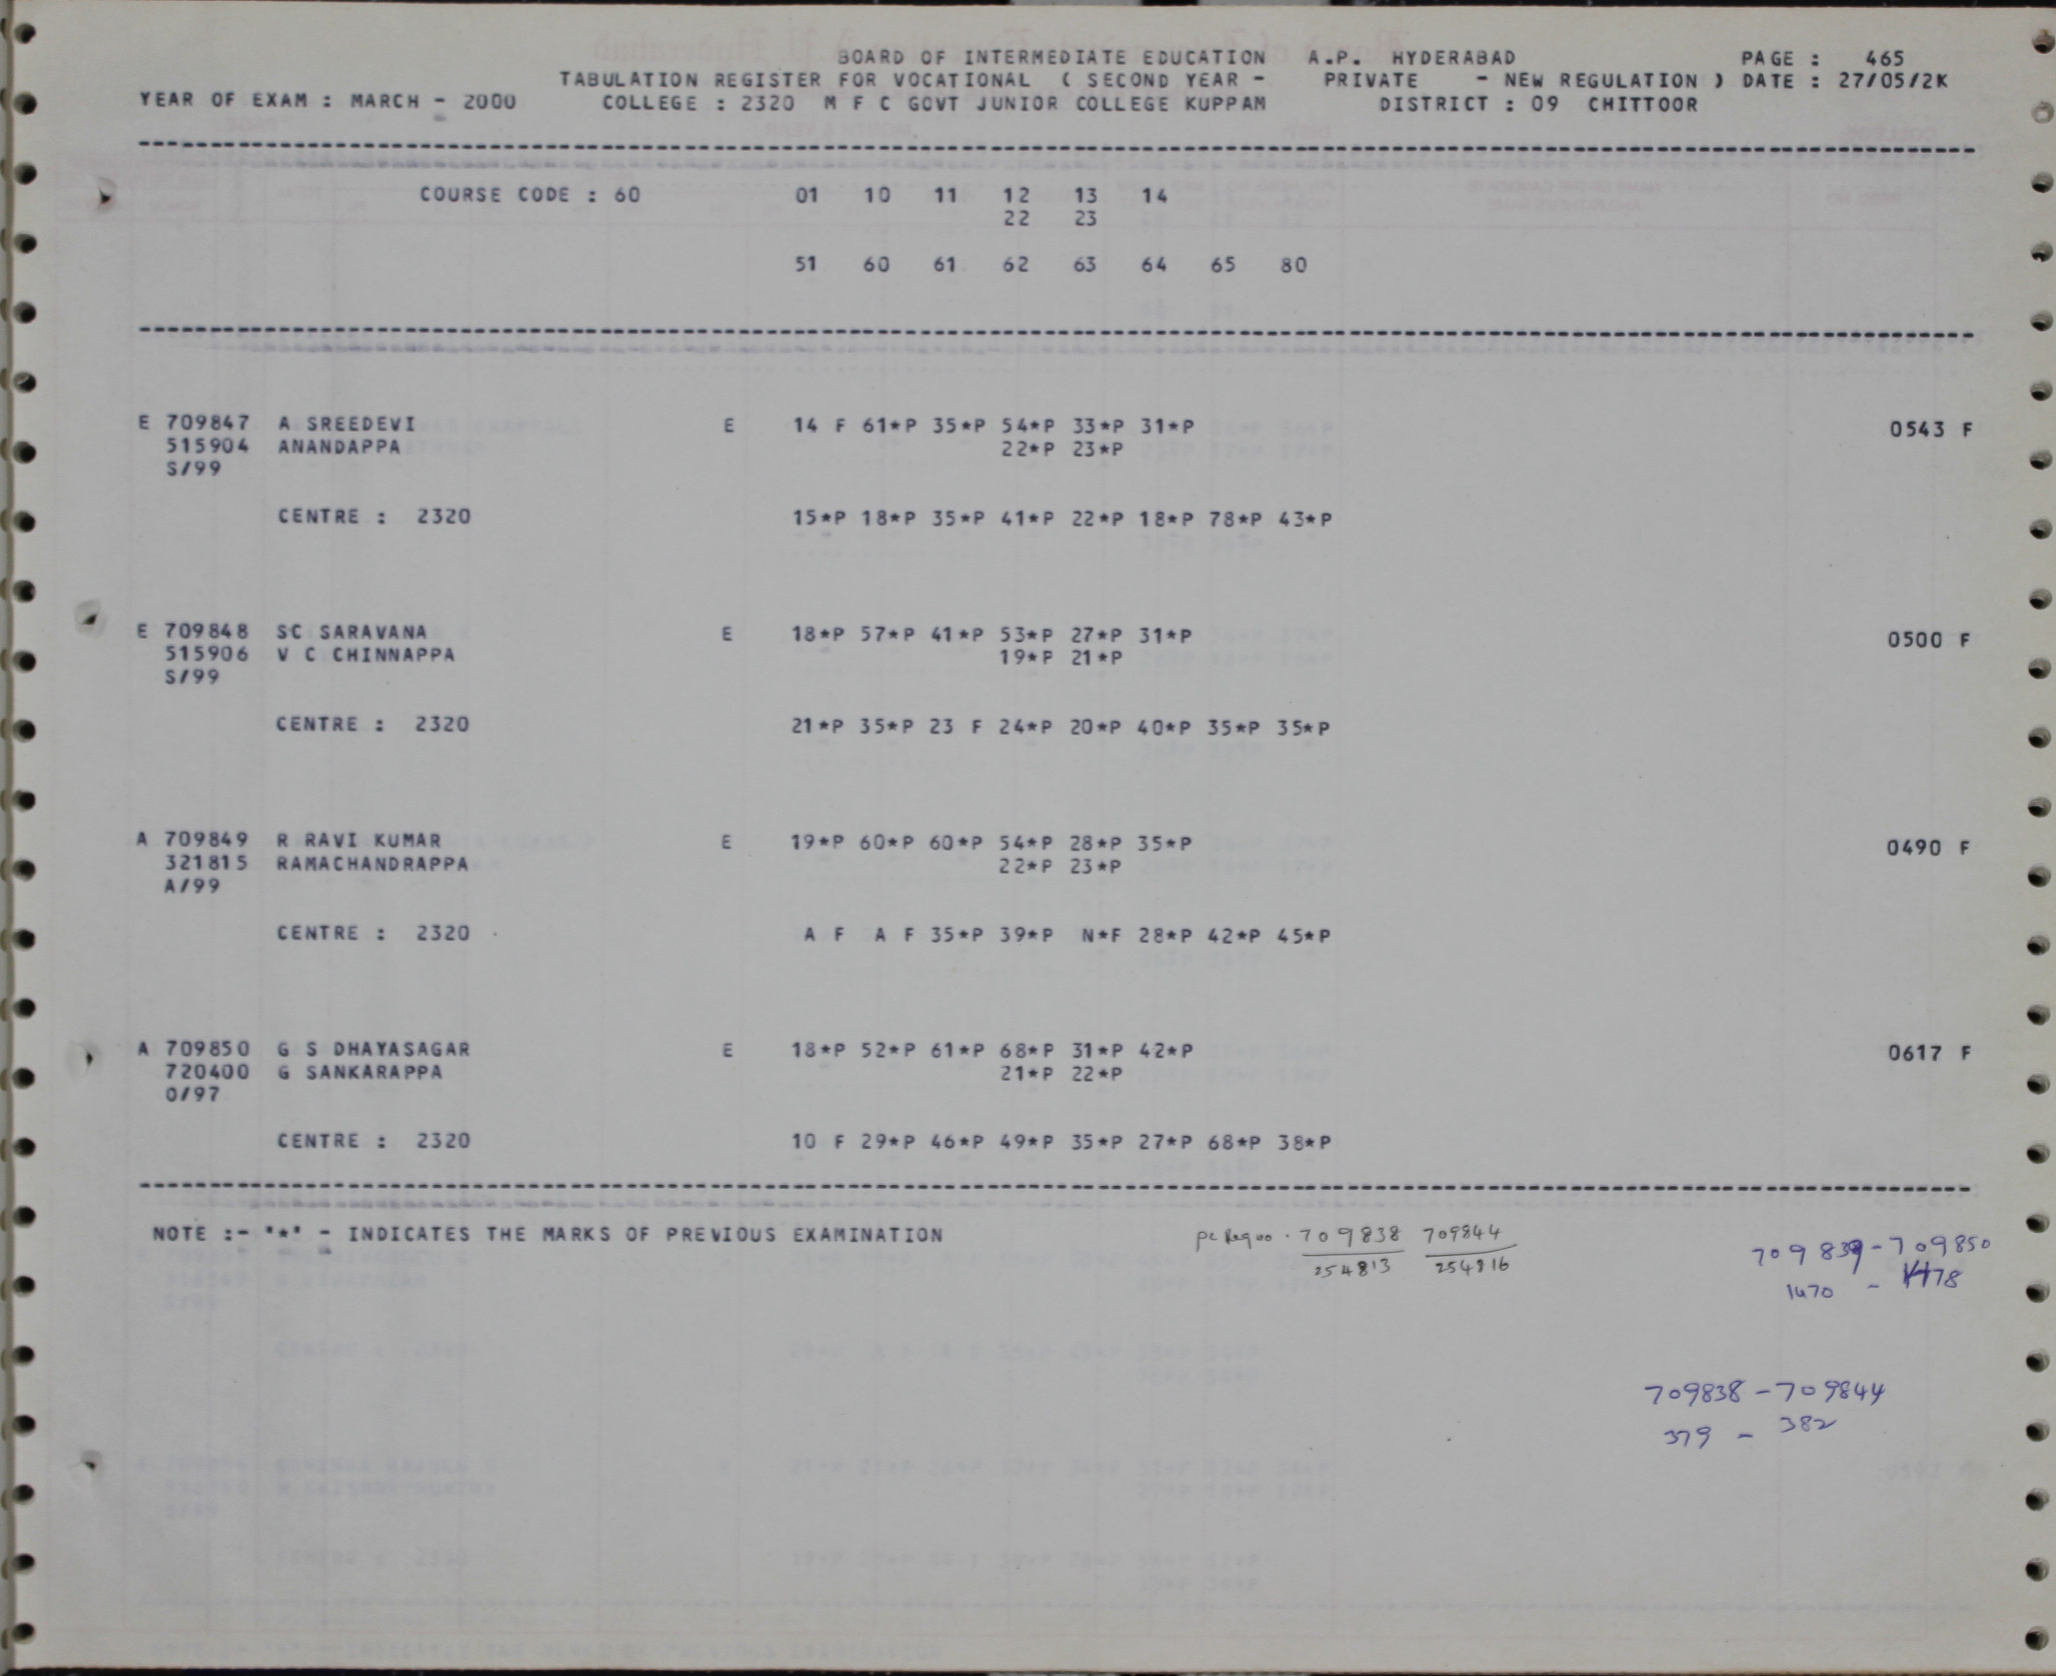 BOARD OF INTERMEDIATE EDUCATION A.P. HYDERABAD PAGE : 465
TABULATION REGISTER FOR VOCATIONAL ( SECOND YEAR - PRIVATE - NEW REGULATION ) DATE : 27/05/2K
YEAR OF EXAM : MARCH - 2000 COLLEGE : 2320 M F C GOVT JUNIOR COLLEGE KUPPAM DISTRICT : 09 CHITTOOR
COURSE CODE : 60 01 10 11 12 13 14
22 23
51 60 61 62 63 64 65 80
E 709847 A SREEDEVI E 14 F 61*P 35*P 54*P 33*P 31*P 0543 F
515904 ANANDAPPA 22*P 23*P
S/99
CENTRE : 2320 15*P 18*P 35*P 41*P 22*P 18*P 78*P 43*P
E 709848 SC SARAVANA E 18*P 57*P 41*P 53*P 27*P 31*P 0500 F
515906 V C CHINNAPPA 19*P 21*P
S/99
CENTRE : 2320 21*P 35*P 23 F 24*P 20*P 40*P 35*P 35*P
A 709849 R RAVI KUMAR E 19*P 60*P 60*P 54*P 28*P 35*P 0490 F
321815 RAMACHANDRAPPA 22*P 23*P
A/99
CENTRE : 2320 A F A F 35*P 39*P N*F 28*P 42*P 45*P
A 709850 G S DHAYASAGAR E 18*P 52*P 61*P 68*P 31*P 42*P 0617 F
720400 G SANKARAPPA 21*P 22*P
O/97
CENTRE : 2320 10 F 29*P 46*P 49*P 35*P 27*P 68*P 38*P
NOTE :- "*" - INDICATES THE MARKS OF PREVIOUS EXAMINATION
709838 709844
254813 254816
709839-709850
1470 - 1478
709838-709844
379 - 382